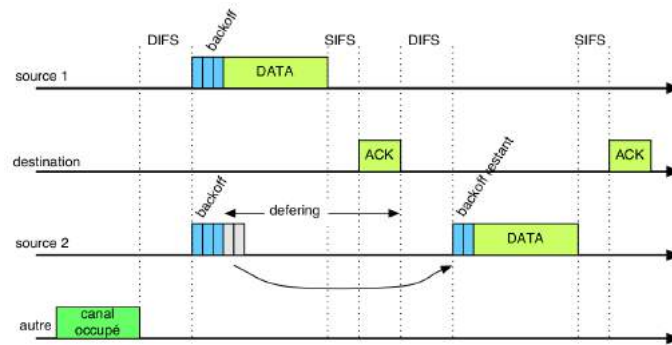 DIFS
backoff
SIFS
DIFS
SIFS
source 1
DATA
destination
ACK
ACK
backoff
defering
backoff restant
source 2
DATA
autre
canal
occupé